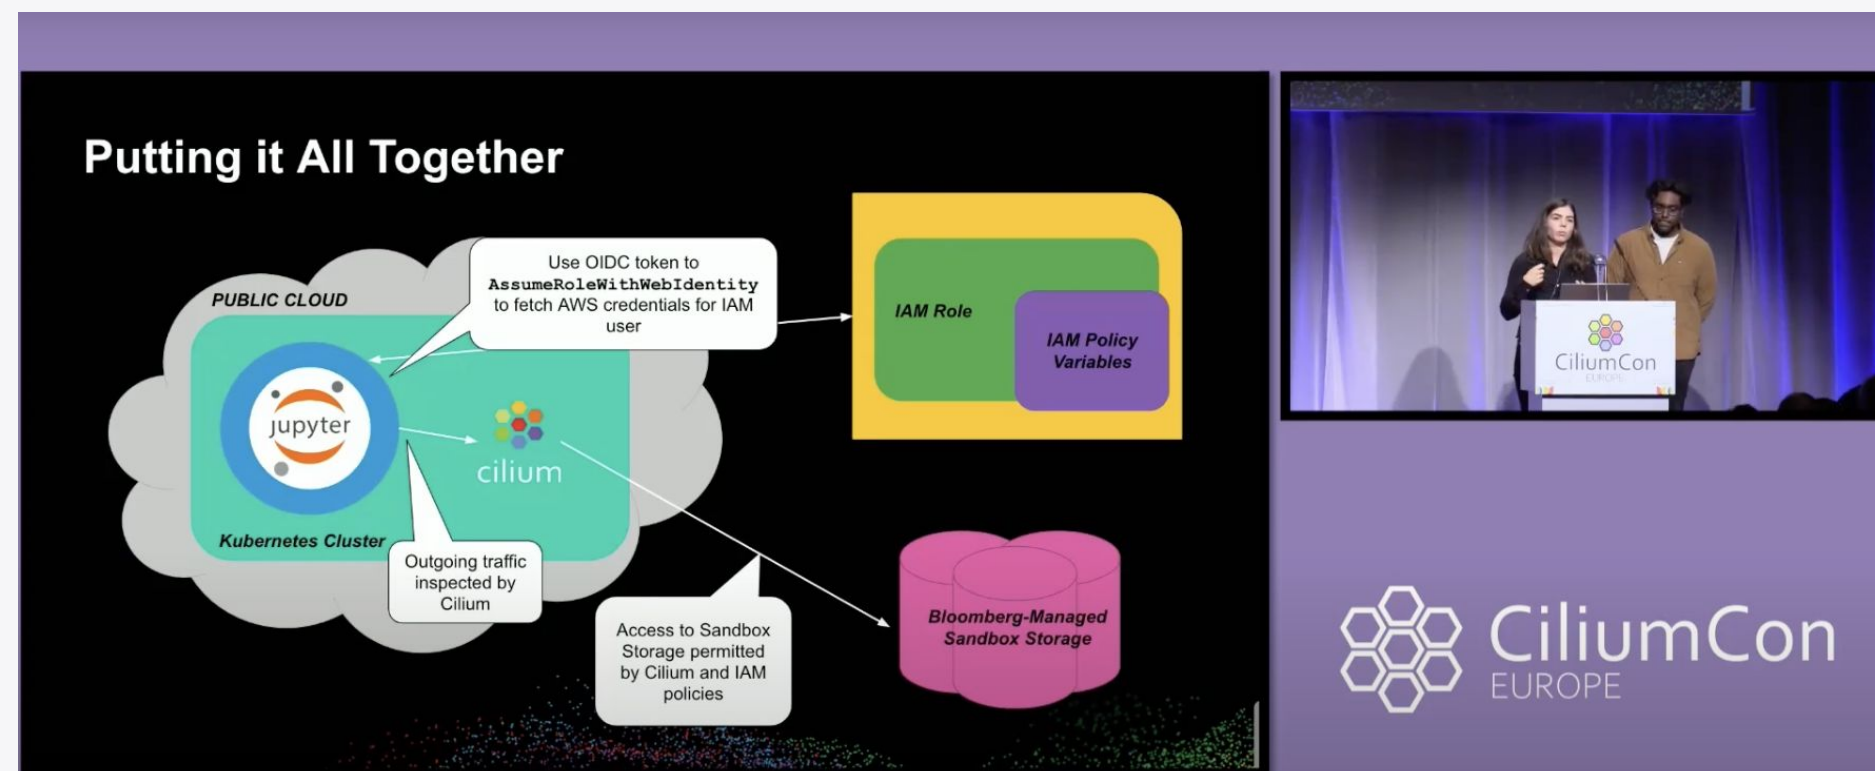 Putting it All Together
PUBLIC CLOUD
Use OIDC token to
AssumeRoleWithWebIdentity
to fetch AWS credentials for IAM
user
jupyter
cilium
Kubernetes Cluster
Outgoing traffic
inspected by
Cilium
Access to Sandbox
Storage permitted
by Cilium and IAM
policies
IAM Role
IAM Policy
Variables
Bloomberg-Managed
Sandbox Storage
CiliumCon
EUROPE
CiliumCon
EUROPE